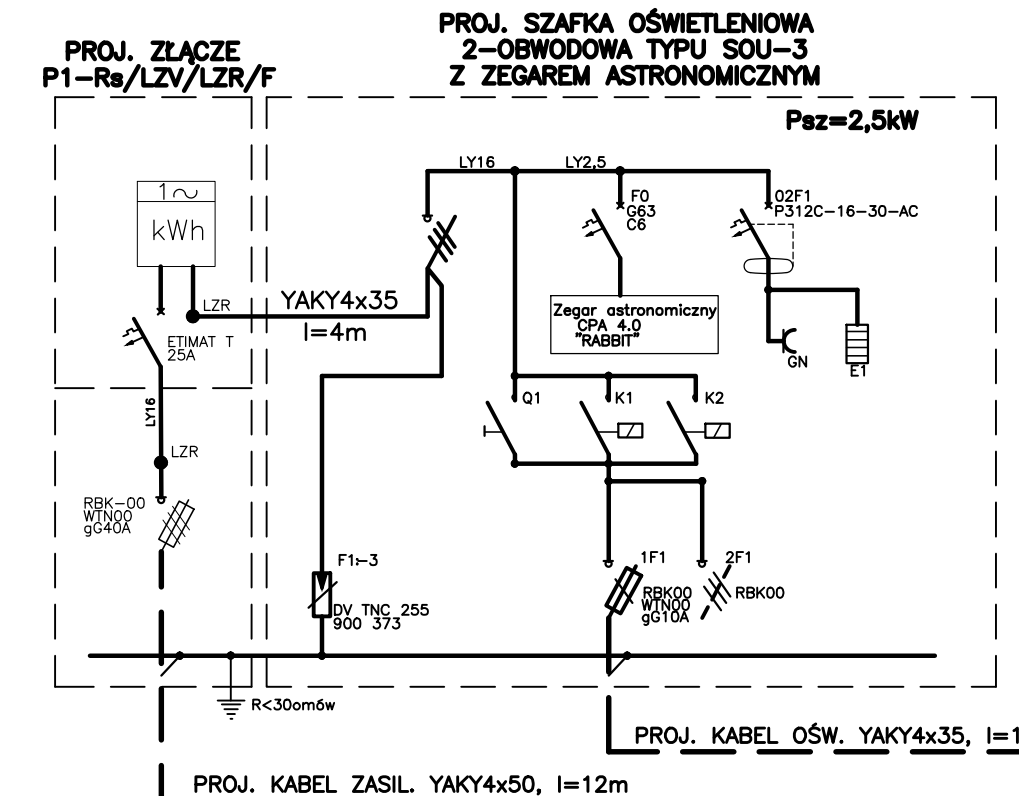 PROJ. SZAFKA OŚWIETLENIOWA
2-OBWODOWA TYPU SOU-3
Z ZEGAREM ASTRONOMICZNYM
PROJ. ZŁĄCZE
P1-Rs/LZV/LZR/F
Psz=2,5kW
LY16
LY2,5
1~
kWh
F0
G63
C6
02F1
P312C-16-30-AC
LZR
YAKY4x35
l=4m
ETIMAT T
25A
Zegar astronomiczny
CPA 4.0
"RABBIT"
GN
E1
LY16
Q1
K1
K2
LZR
RBK-00
WTN00
gG40A
F1:-3
DV TNC 255
900 373
1F1
RBK00
WTN00
gG10A
2F1
RBK00
R<30omów
PROJ. KABEL OŚW. YAKY4x35, l=1
PROJ. KABEL ZASIL. YAKY4x50, l=12m